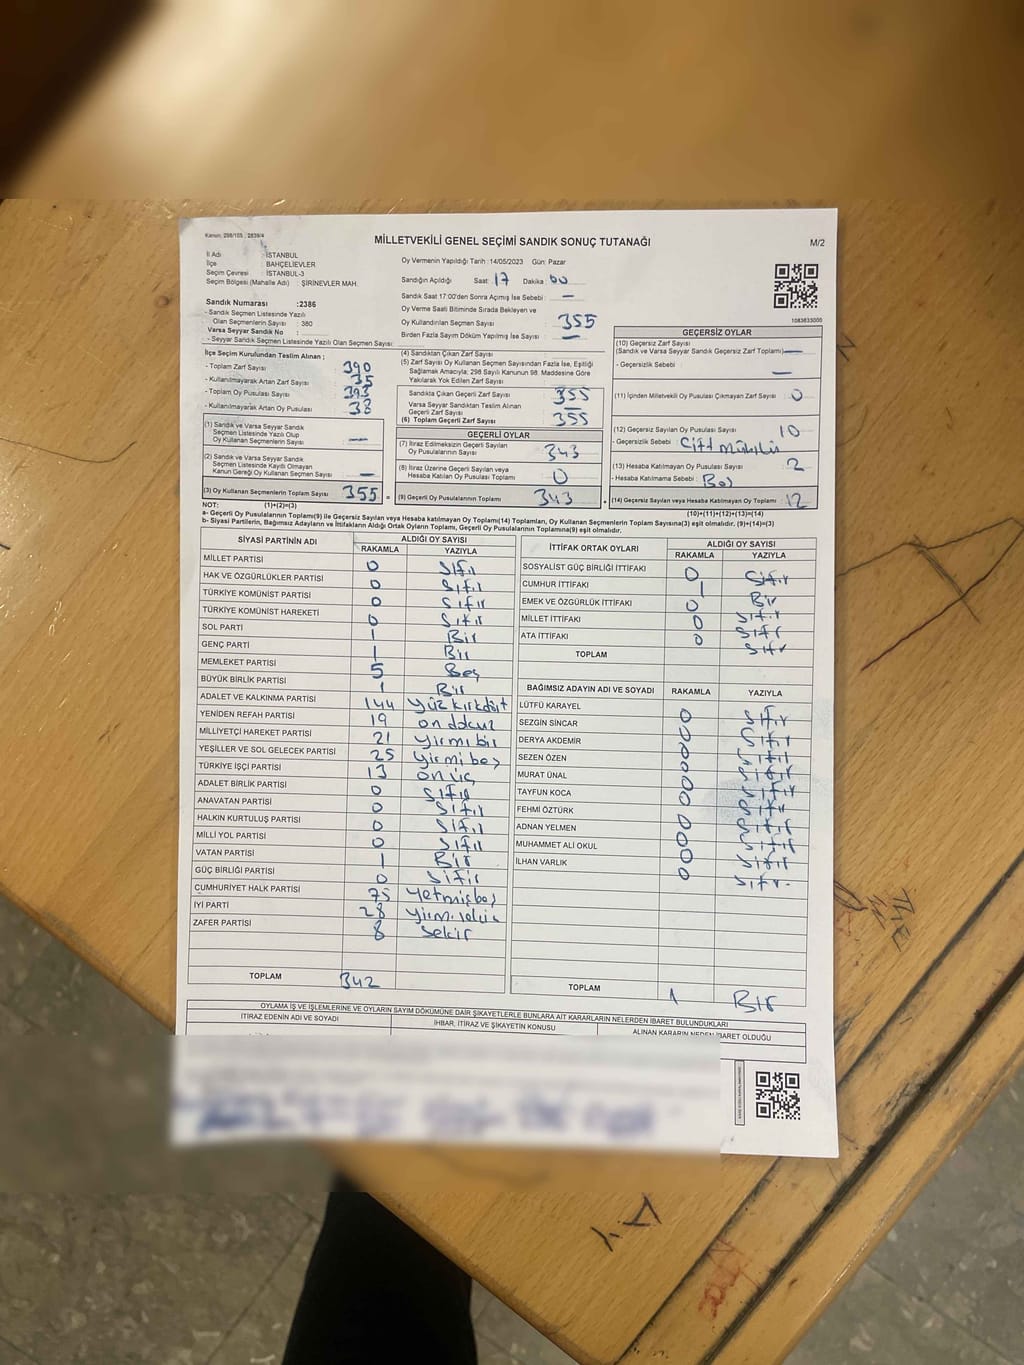 Kanun: 298/105 , 2839/4
MİLLETVEKİLİ GENEL SEÇİMİ SANDIK SONUÇ TUTANAĞI
M/2
İl Adı : İSTANBUL
İlçe : BAHÇELİEVLER
Seçim Çevresi : İSTANBUL-3
Seçim Bölgesi (Mahalle Adı) : ŞİRİNEVLER MAH.
Sandık Numarası :2386
- Sandık Seçmen Listesinde Yazılı
Olan Seçmenlerin Sayısı : 380
Varsa Seyyar Sandık No :
- Seyyar Sandık Seçmen Listesinde Yazılı Olan Seçmen Sayısı:
Oy Vermenin Yapıldığı Tarih : 14/05/2023 Gün: Pazar
Sandığın Açıldığı Saat: 17 Dakika: 00
Sandık Saat 17:00'den Sonra Açımış İse Sebebi : —
Oy Verme Saati Bitiminde Sırada Bekleyen ve
Oy Kullandırılan Seçmen Sayısı : 355
Birden Fazla Sayım Döküm Yapılmış İse Sayısı : —
1083833000
İlçe Seçim Kurulundan Teslim Alınan ;
- Toplam Zarf Sayısı : 390
- Kullanılmayarak Artan Zarf Sayısı : 35
- Toplam Oy Pusulası : 393
- Kullanılmayarak Artan Oy Pusulası : 38
(1) Sandık ve Varsa Seyyar Sandık
Seçmen Listesinde Yazılı Olup
Oy Kullanan Seçmenlerin Sayısı : —
(2) Sandık ve Varsa Seyyar Sandık
Seçmen Listesinde Kaydı Olmayan
Kanun Gereği Oy Kullanan Seçmen Sayısı : —
(3) Oy Kullanan Seçmenlerin Toplam Sayısı : 355
(4) Sandıktan Çıkan Zarf Sayısı
(5) Zarf Sayısı Oy Kullanan Seçmen Sayısından Fazla İse, Eşitliği
Sağlamak Amacıyla; 298 Sayılı Kanunun 98. Maddesine Göre
Yakılarak Yok Edilen Zarf Sayısı
Sandıkta Çıkan Geçerli Zarf Sayısı : 355
Varsa Seyyar Sandıktan Teslim Alınan
Geçerli Zarf Sayısı : —
(6) Toplam Geçerli Zarf Sayısı : 355
GEÇERLİ OYLAR
(7) İtiraz Edilmeksizin Geçerli Sayılan
Oy Pusulasının Sayısı : 343
(8) İtiraz Üzerine Geçerli Sayılan veya
Hesaba Katılan Oy Pusulası Toplamı : 0
(9) Geçerli Oy Pusulalarının Toplamı : 343
GEÇERSİZ OYLAR
(10) Geçersiz Zarf Sayısı
(Sandık ve Varsa Seyyar Sandık Geçersiz Zarf Toplamı) : —
- Geçersizlik Sebebi : —
(11) İçinden Milletvekili Oy Pusulası Çıkmayan Zarf Sayısı : 0
(12) Geçersiz Sayılan Oy Pusulası Sayısı : 10
- Geçersizlik Sebebi : Çift mühür
(13) Hesaba Katılmayan Oy Pusulası Sayısı : 2
- Hesaba Katılmama Sebebi : Boş
(14) Geçersiz Sayılan veya Hesaba Katılmayan Oy Toplamı : 12
NOT: (1)+(2)=(3) (10)+(11)+(12)+(13)=(14)
a- Geçerli Oy Pusulalarının Toplamı(9) ile Geçersiz Sayılan veya Hesaba katılmayan Oy Toplamı(14) Toplamları, Oy Kullanan Seçmenlerin Toplam Sayısına(3) eşit olmalıdır. (9)+(14)=(3)
b- Siyasi Partilerin, Bağımsız Adayların ve İttifakların Aldığı Ortak Oyların Toplamı, Geçerli Oy Pusulalarının Toplamına(9) eşit olmalıdır.
SİYASİ PARTİNİN ADI ALDIĞI OY SAYISI
RAKAMLA YAZIYLA
MİLLET PARTİSİ 0 Sıfır
HAK VE ÖZGÜRLÜKLER PARTİSİ 0 Sıfır
TÜRKİYE KOMÜNİST PARTİSİ 0 Sıfır
TÜRKİYE KOMÜNİST HAREKETİ 0 Sıfır
SOL PARTİ 1 Bir
GENÇ PARTİ 1 Bir
MEMLEKET PARTİSİ 5 Beş
BÜYÜK BİRLİK PARTİSİ 1 Bir
ADALET VE KALKINMA PARTİSİ 144 Yüz kırkdört
YENİDEN REFAH PARTİSİ 19 on dokuz
MİLLİYETÇİ HAREKET PARTİSİ 21 Yirmi bir
YEŞİLLER VE SOL GELECEK PARTİSİ 25 Yirmi beş
TÜRKİYE İŞÇİ PARTİSİ 13 on üç
ADALET BİRLİK PARTİSİ 0 Sıfır
ANAVATAN PARTİSİ 0 Sıfır
HALKIN KURTULUŞ PARTİSİ 0 Sıfır
MİLLİ YOL PARTİSİ 0 Sıfır
VATAN PARTİSİ 1 Bir
GÜÇ BİRLİĞİ PARTİSİ 0 Sıfır
CUMHURİYET HALK PARTİSİ 75 Yetmişbeş
İYİ PARTİ 28 Yirmi sekiz
ZAFER PARTİSİ 8 Sekiz
TOPLAM 342
İTTİFAK ORTAK OYLARI ALDIĞI OY SAYISI
RAKAMLA YAZIYLA
SOSYALİST GÜÇ BİRLİĞİ İTTİFAKI 0 Sıfır
CUMHUR İTTİFAKI 1 Bir
EMEK VE ÖZGÜRLÜK İTTİFAKI 0 Sıfır
MİLLET İTTİFAKI 0 Sıfır
ATA İTTİFAKI 0 Sıfır
TOPLAM
BAĞIMSIZ ADAYIN ADI VE SOYADI RAKAMLA YAZIYLA
LÜTFÜ KARAYEL 0 Sıfır
SEZGİN SİNCAR 0 Sıfır
DERYA AKDEMİR 0 Sıfır
SEZEN ÖZEN 0 Sıfır
MURAT ÜNAL 0 Sıfır
TAYFUN KOCA 0 Sıfır
FEHMİ ÖZTÜRK 0 Sıfır
ADNAN YELMEN 0 Sıfır
MUHAMMET ALİ OKUL 0 Sıfır
İLHAN VARLIK 0 Sıfır
TOPLAM 1 Bir
OYLAMA İŞ VE İŞLEMLERİNE VE OYLARIN SAYIM DÖKÜMÜNE DAİR ŞİKAYETLERLE BUNLARA AİT KARARLARIN NELERDEN İBARET BULUNDUKLARI
İTİRAZ EDENİN ADI VE SOYADI İHBAR, İTİRAZ VE ŞİKAYETİN KONUSU ALINAN KARARIN NEDEN İBARET OLDUĞU